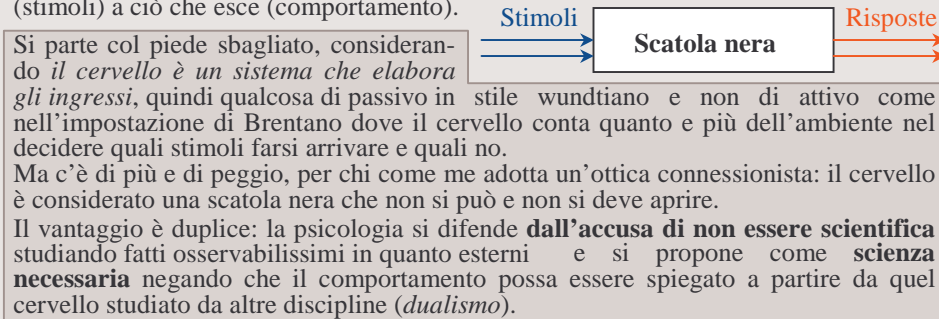 (stimoli) a ciò che esce (comportamento).
Stimoli
Risposte
Scatola nera
Si parte col piede sbagliato, consideran-
do il cervello è un sistema che elabora
gli ingressi, quindi qualcosa di passivo in stile wundtiano e non di attivo come
nell’impostazione di Brentano dove il cervello conta quanto e più dell’ambiente nel
decidere quali stimoli farsi arrivare e quali no.
Ma c’è di più e di peggio, per chi come me adotta un’ottica connessionista: il cervello
è considerato una scatola nera che non si può e non si deve aprire.
Il vantaggio è duplice: la psicologia si difende dall’accusa di non essere scientifica
studiando fatti osservabilissimi in quanto esterni e si propone come scienza
necessaria negando che il comportamento possa essere spiegato a partire da quel
cervello studiato da altre discipline (dualismo).